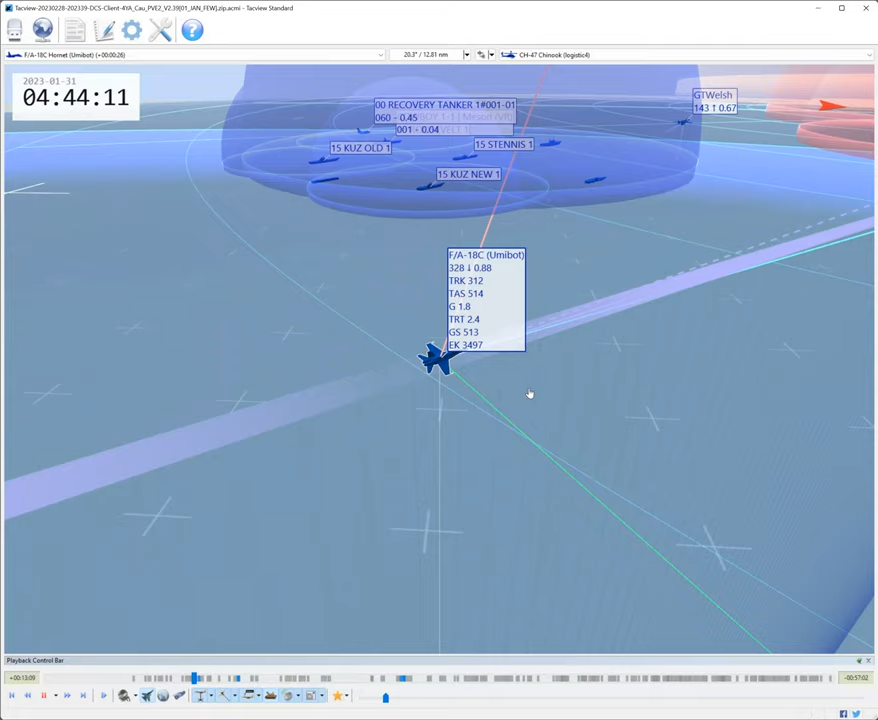 Tacview-20230228-202339-DCS-Client-4YA_Cau_PVE2_V2.39[01_JAN_FEW].zip.acmi - Tacview Standard
F/A-18C Hornet (Umibot) (+00:00:26)
20.3° / 12.81 nm
CH-47 Chinook (logistic4)
2023-01-31
04:44:11
00 RECOVERY TANKER 1#001-01
060 - 0.45
001 - 0.04
GTWelsh
143 ↑ 0.67
15 KUZ OLD 1
15 STENNIS 1
15 KUZ NEW 1
F/A-18C (Umibot)
328 ↓ 0.88
TRK 312
TAS 514
G 1.8
TRT 2.4
GS 513
EK 3497
Playback Control Bar
+00:13:09
-00:57:02